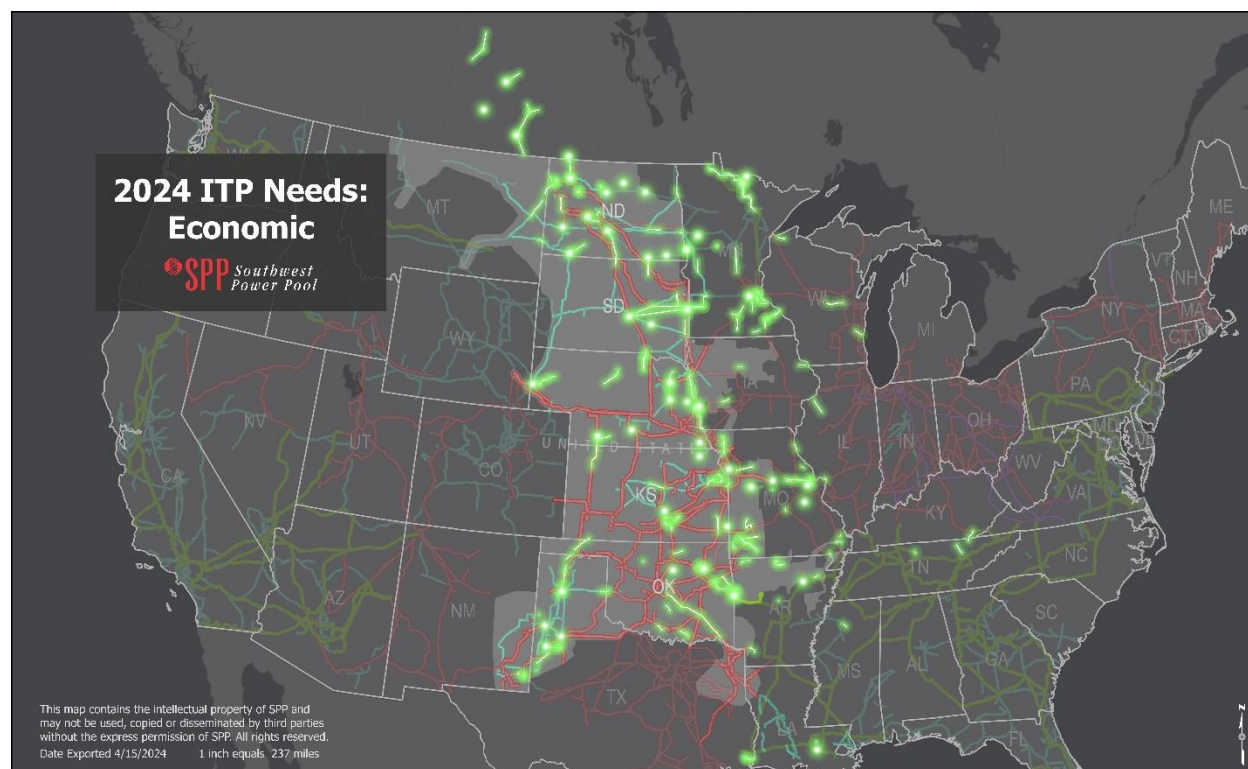 2024 ITP Needs:
Economic
SPP Southwest
Power Pool
WA
MT
ND
MN
ME
VT
NH
SD
WI
NY
MA
CT
WY
MI
IA
PA
NV
UT
CO
UNITED STATES
IL
IN
OH
MD
DE
WV
CA
KS
MO
VA
KY
AZ
NM
OK
TN
NC
AR
SC
TX
MS
AL
GA
LA
FL
This map contains the intellectual property of SPP and
may not be used, copied or disseminated by third parties
without the express permission of SPP. All rights reserved.
Date Exported 4/15/2024 1 inch equals 237 miles
N